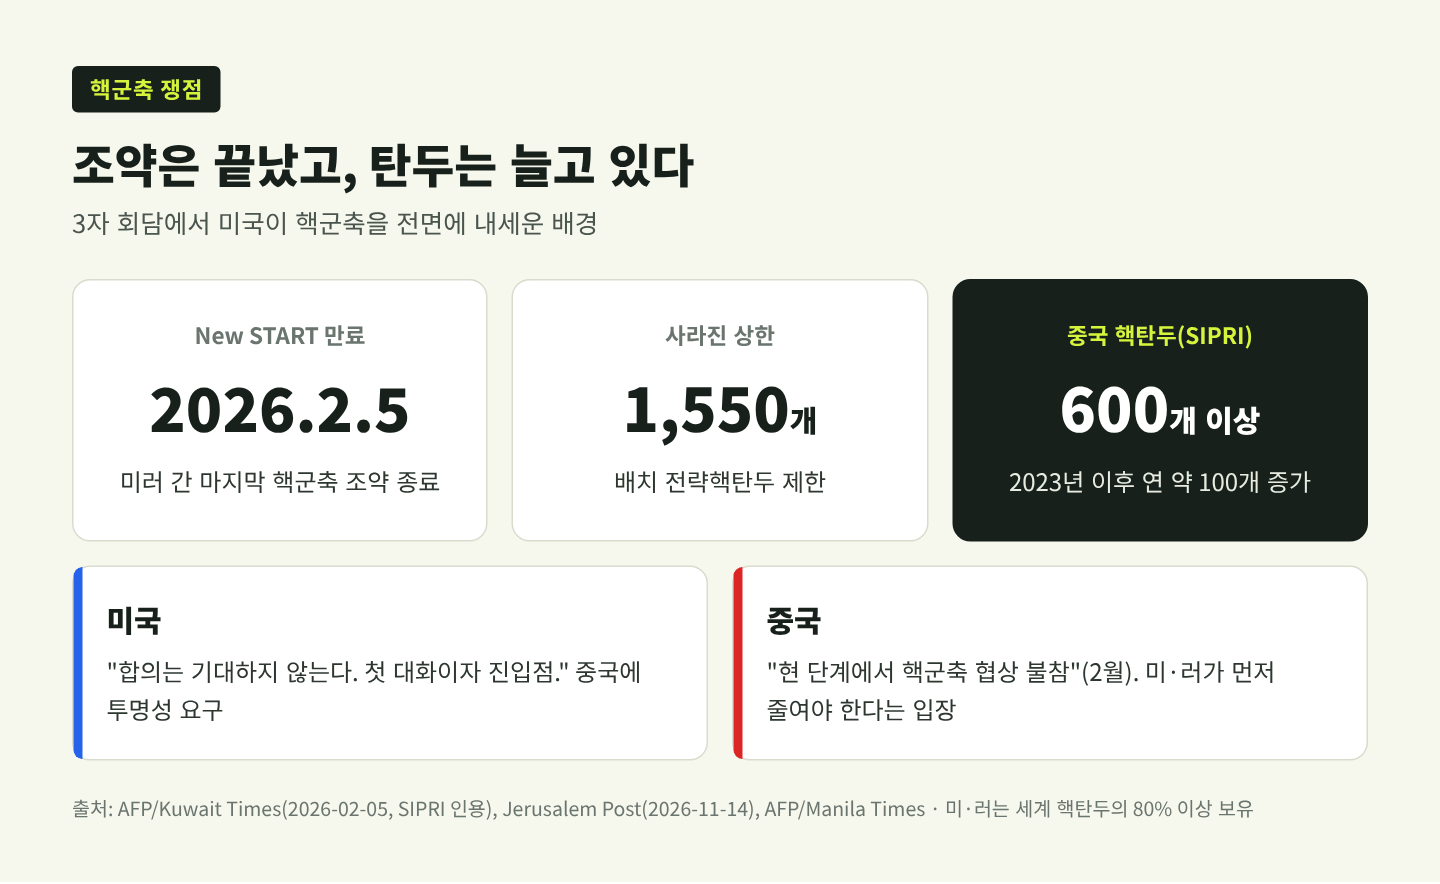 핵군축 쟁점
조약은 끝났고, 탄두는 늘고 있다
3자 회담에서 미국이 핵군축을 전면에 내세운 배경
New START 만료
2026.2.5
미러 간 마지막 핵군축 조약 종료
사라진 상한
1,550개
배치 전략핵탄두 제한
중국 핵탄두(SIPRI)
600개 이상
2023년 이후 연 약 100개 증가
미국
"합의는 기대하지 않는다. 첫 대화이자 진입점." 중국에
투명성 요구
중국
"현 단계에서 핵군축 협상 불참"(2월). 미·러가 먼저
줄여야 한다는 입장
출처: AFP/Kuwait Times(2026-02-05, SIPRI 인용), Jerusalem Post(2026-11-14), AFP/Manila Times · 미·러는 세계 핵탄두의 80% 이상 보유